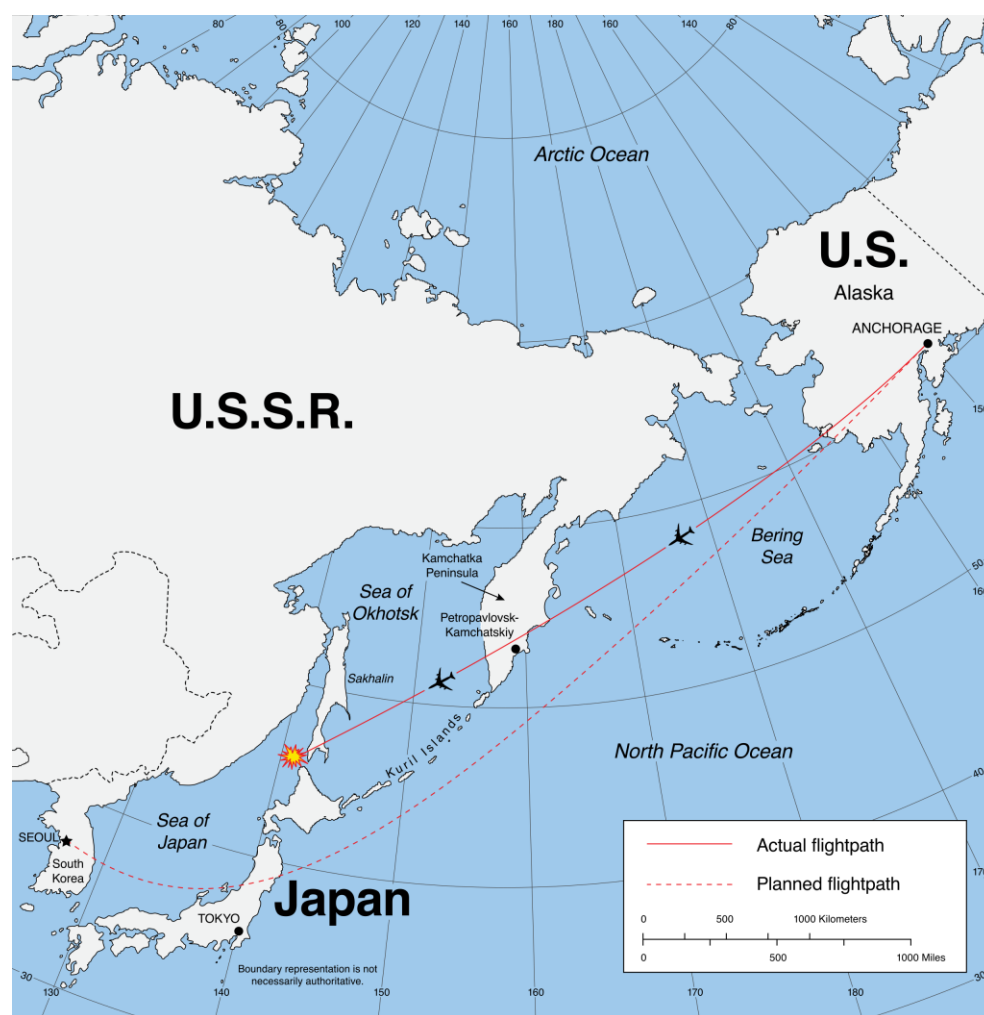 80
100
120
140
160
180
160
140
120
100
80
Arctic Ocean
U.S.
Alaska
ANCHORAGE
150
U.S.S.R.
Bering
Sea
50
160
Kamchatka
Peninsula
Sea of
Okhotsk
Petropavlovsk-
Kamchatskiy
Sakhalin
Kuril Islands
North Pacific Ocean
40
SEOUL
South
Korea
Sea of
Japan
Japan
TOKYO
Boundary representation is not
necessarily authoritative.
Actual flightpath
Planned flightpath
0 500 1000 Kilometers
0 500 1000 Miles
170
30
30
130
140
150
160
170
180